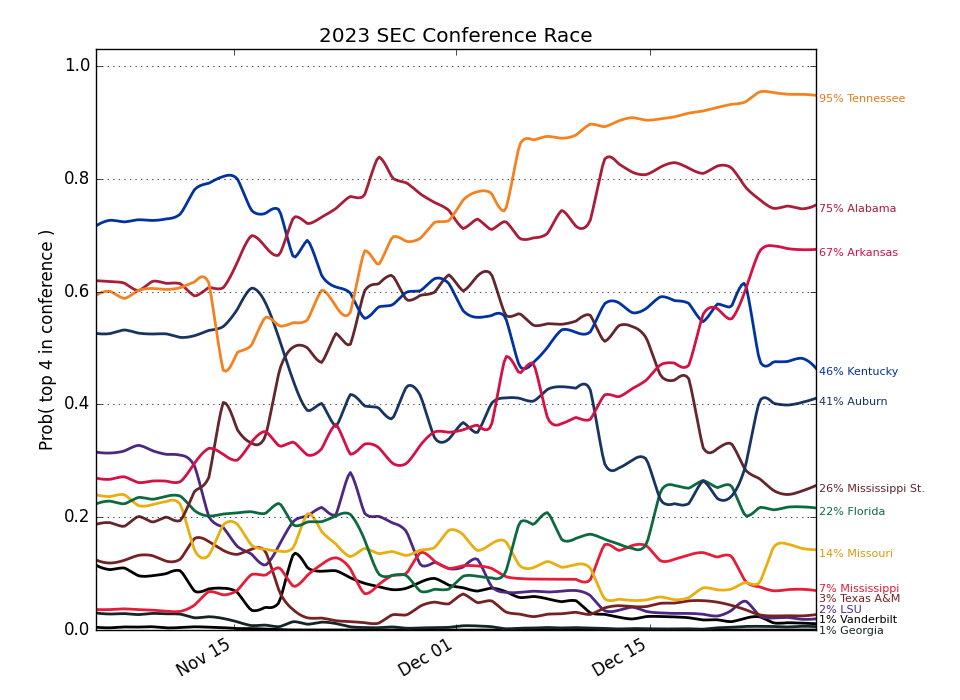 2023 SEC Conference Race
Prob( top 4 in conference )
1.0
0.8
0.6
0.4
0.2
0.0
Nov 15
Dec 01
Dec 15
95% Tennessee
75% Alabama
67% Arkansas
46% Kentucky
41% Auburn
26% Mississippi St.
22% Florida
14% Missouri
7% Mississippi
3% Texas A&M
2% LSU
1% Vanderbilt
1% Georgia